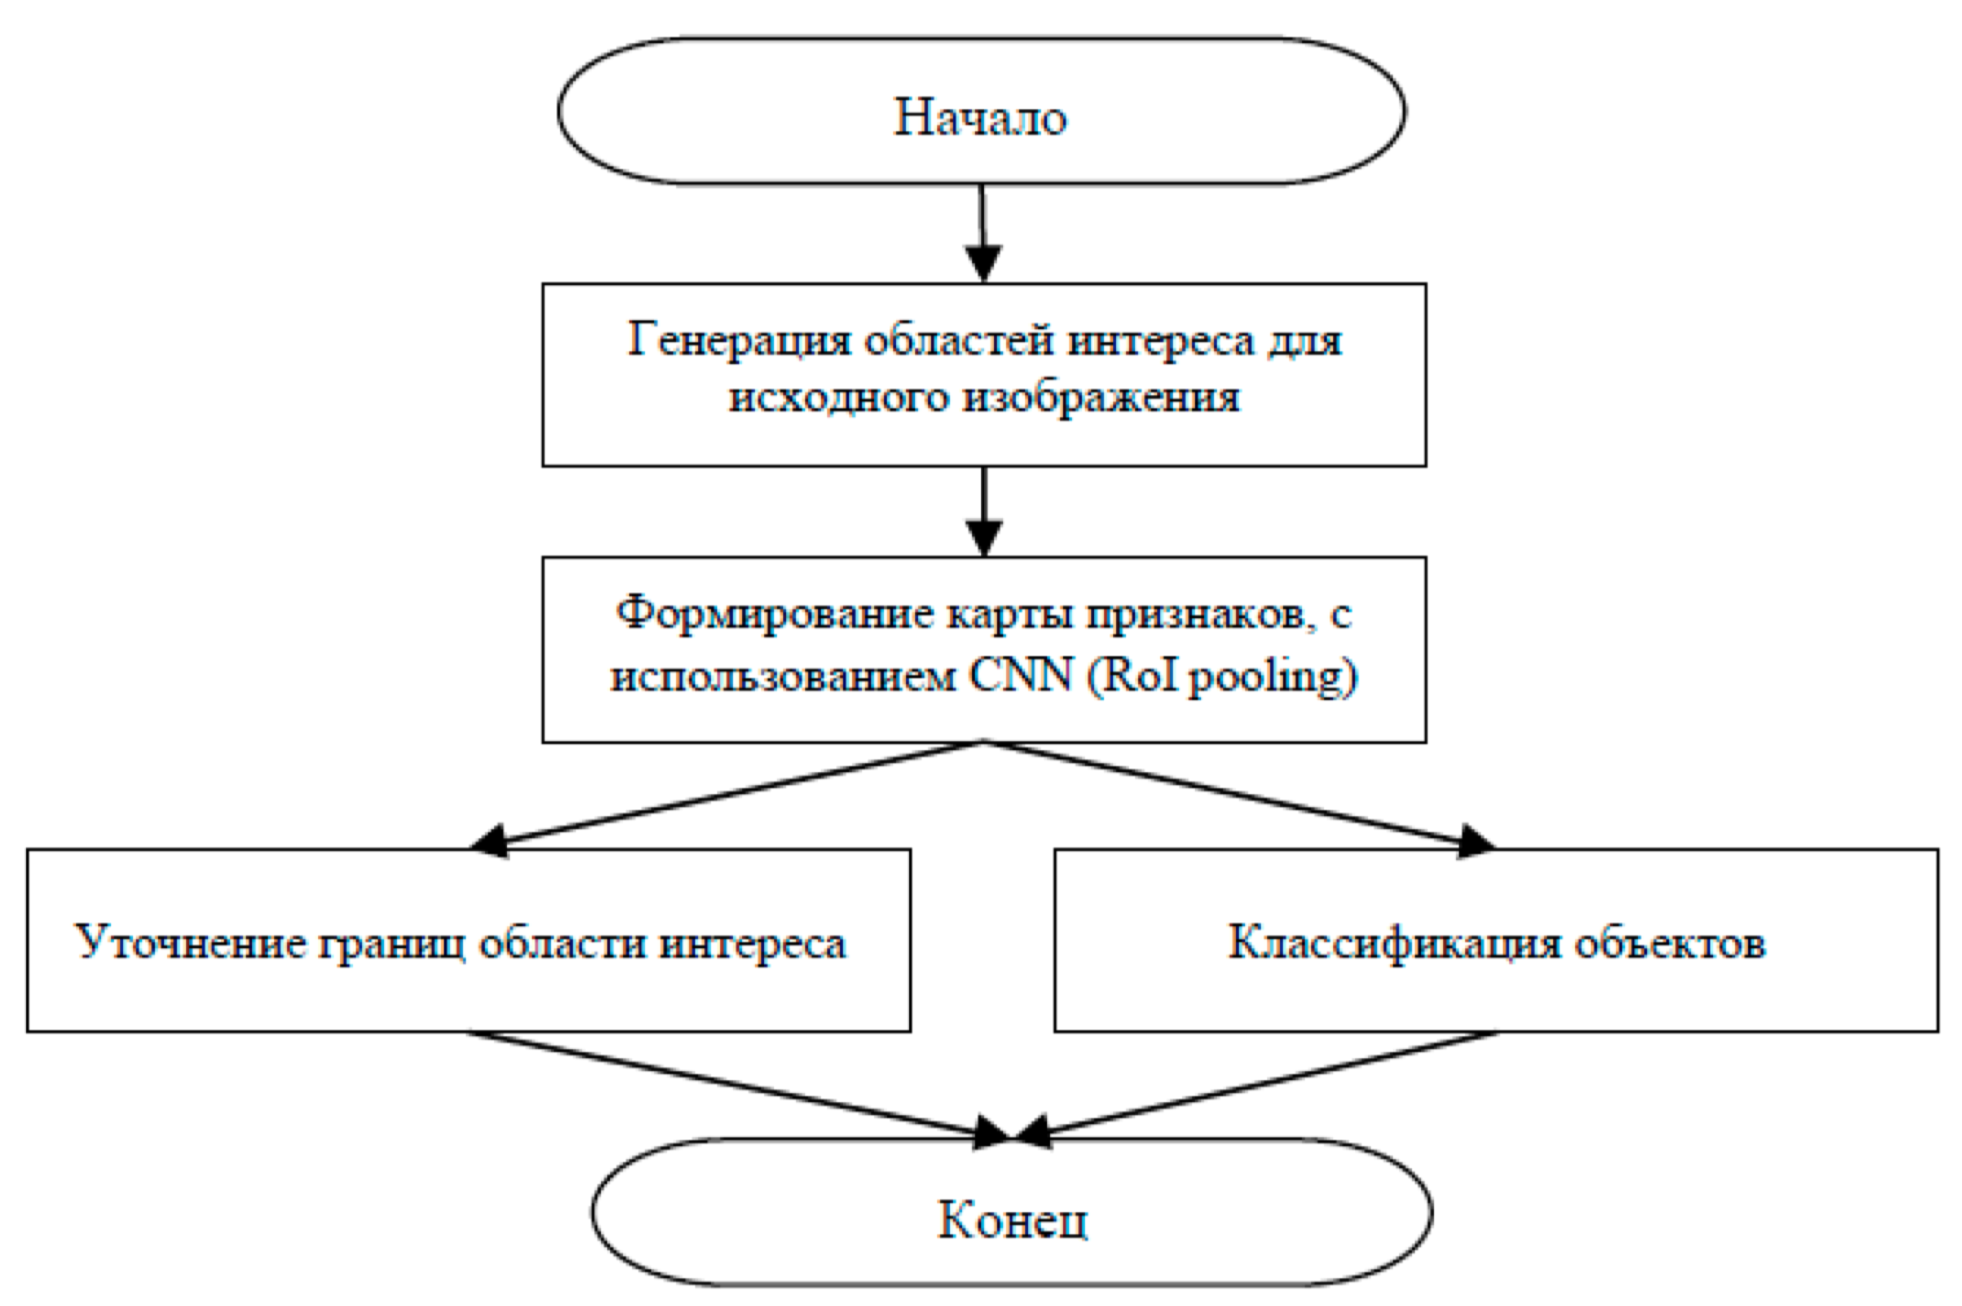 Начало
Генерация областей интереса для
исходного изображения
Формирование карты признаков, с
использованием CNN (RoI pooling)
Уточнение границ области интереса
Классификация объектов
Конец